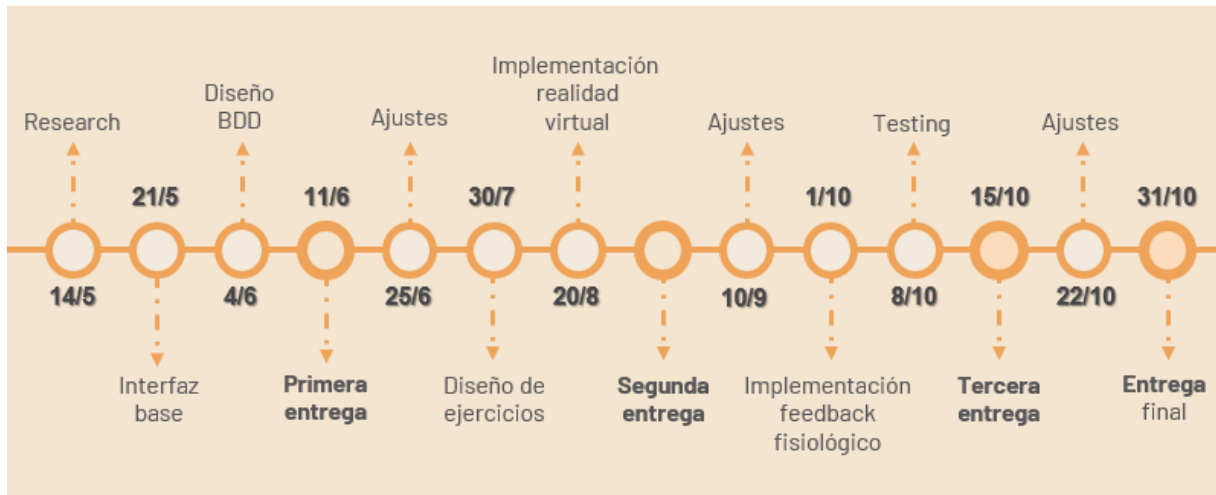 Research
Diseño
BDD
Ajustes
Implementación
realidad
virtual
Ajustes
Testing
Ajustes
21/5
11/6
30/7
1/10
15/10
31/10
14/5
4/6
25/6
20/8
10/9
8/10
22/10
Interfaz
base
Primera
entrega
Diseño de
ejercicios
Segunda
entrega
Implementación
feedback
fisiológico
Tercera
entrega
Entrega
final